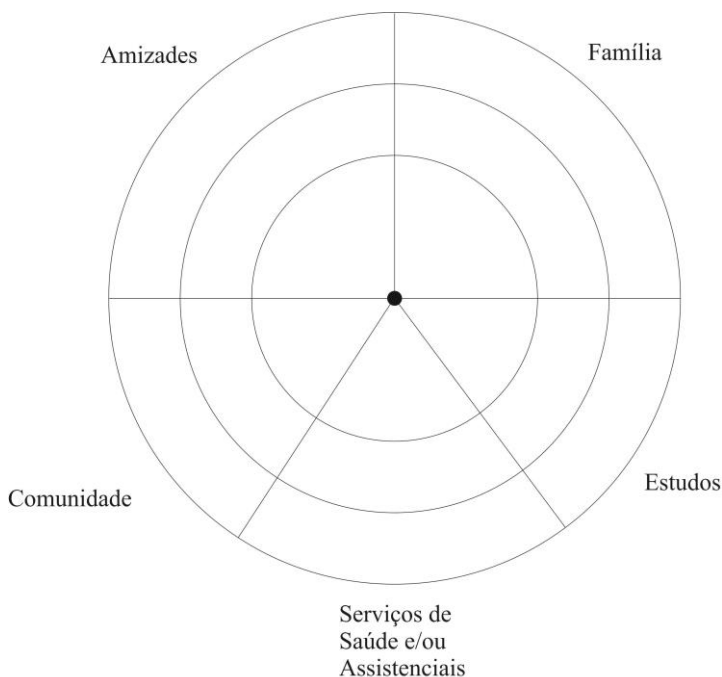 Amizades
Família
Comunidade
Estudos
Serviços de
Saúde e/ou
Assistenciais